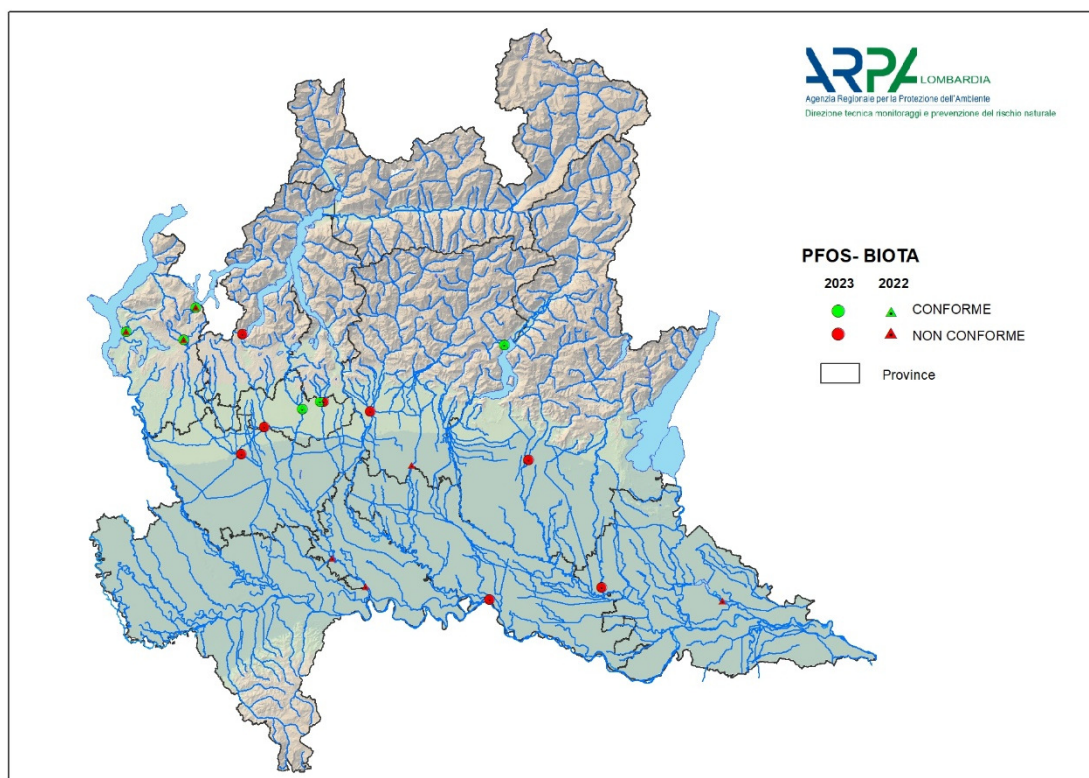 ARPA LOMBARDIA
Agenzia Regionale per la Protezione dell'Ambiente
Direzione tecnica monitoraggi e prevenzione del rischio naturale
PFOS- BIOTA
2023 2022
CONFORME
NON CONFORME
Province